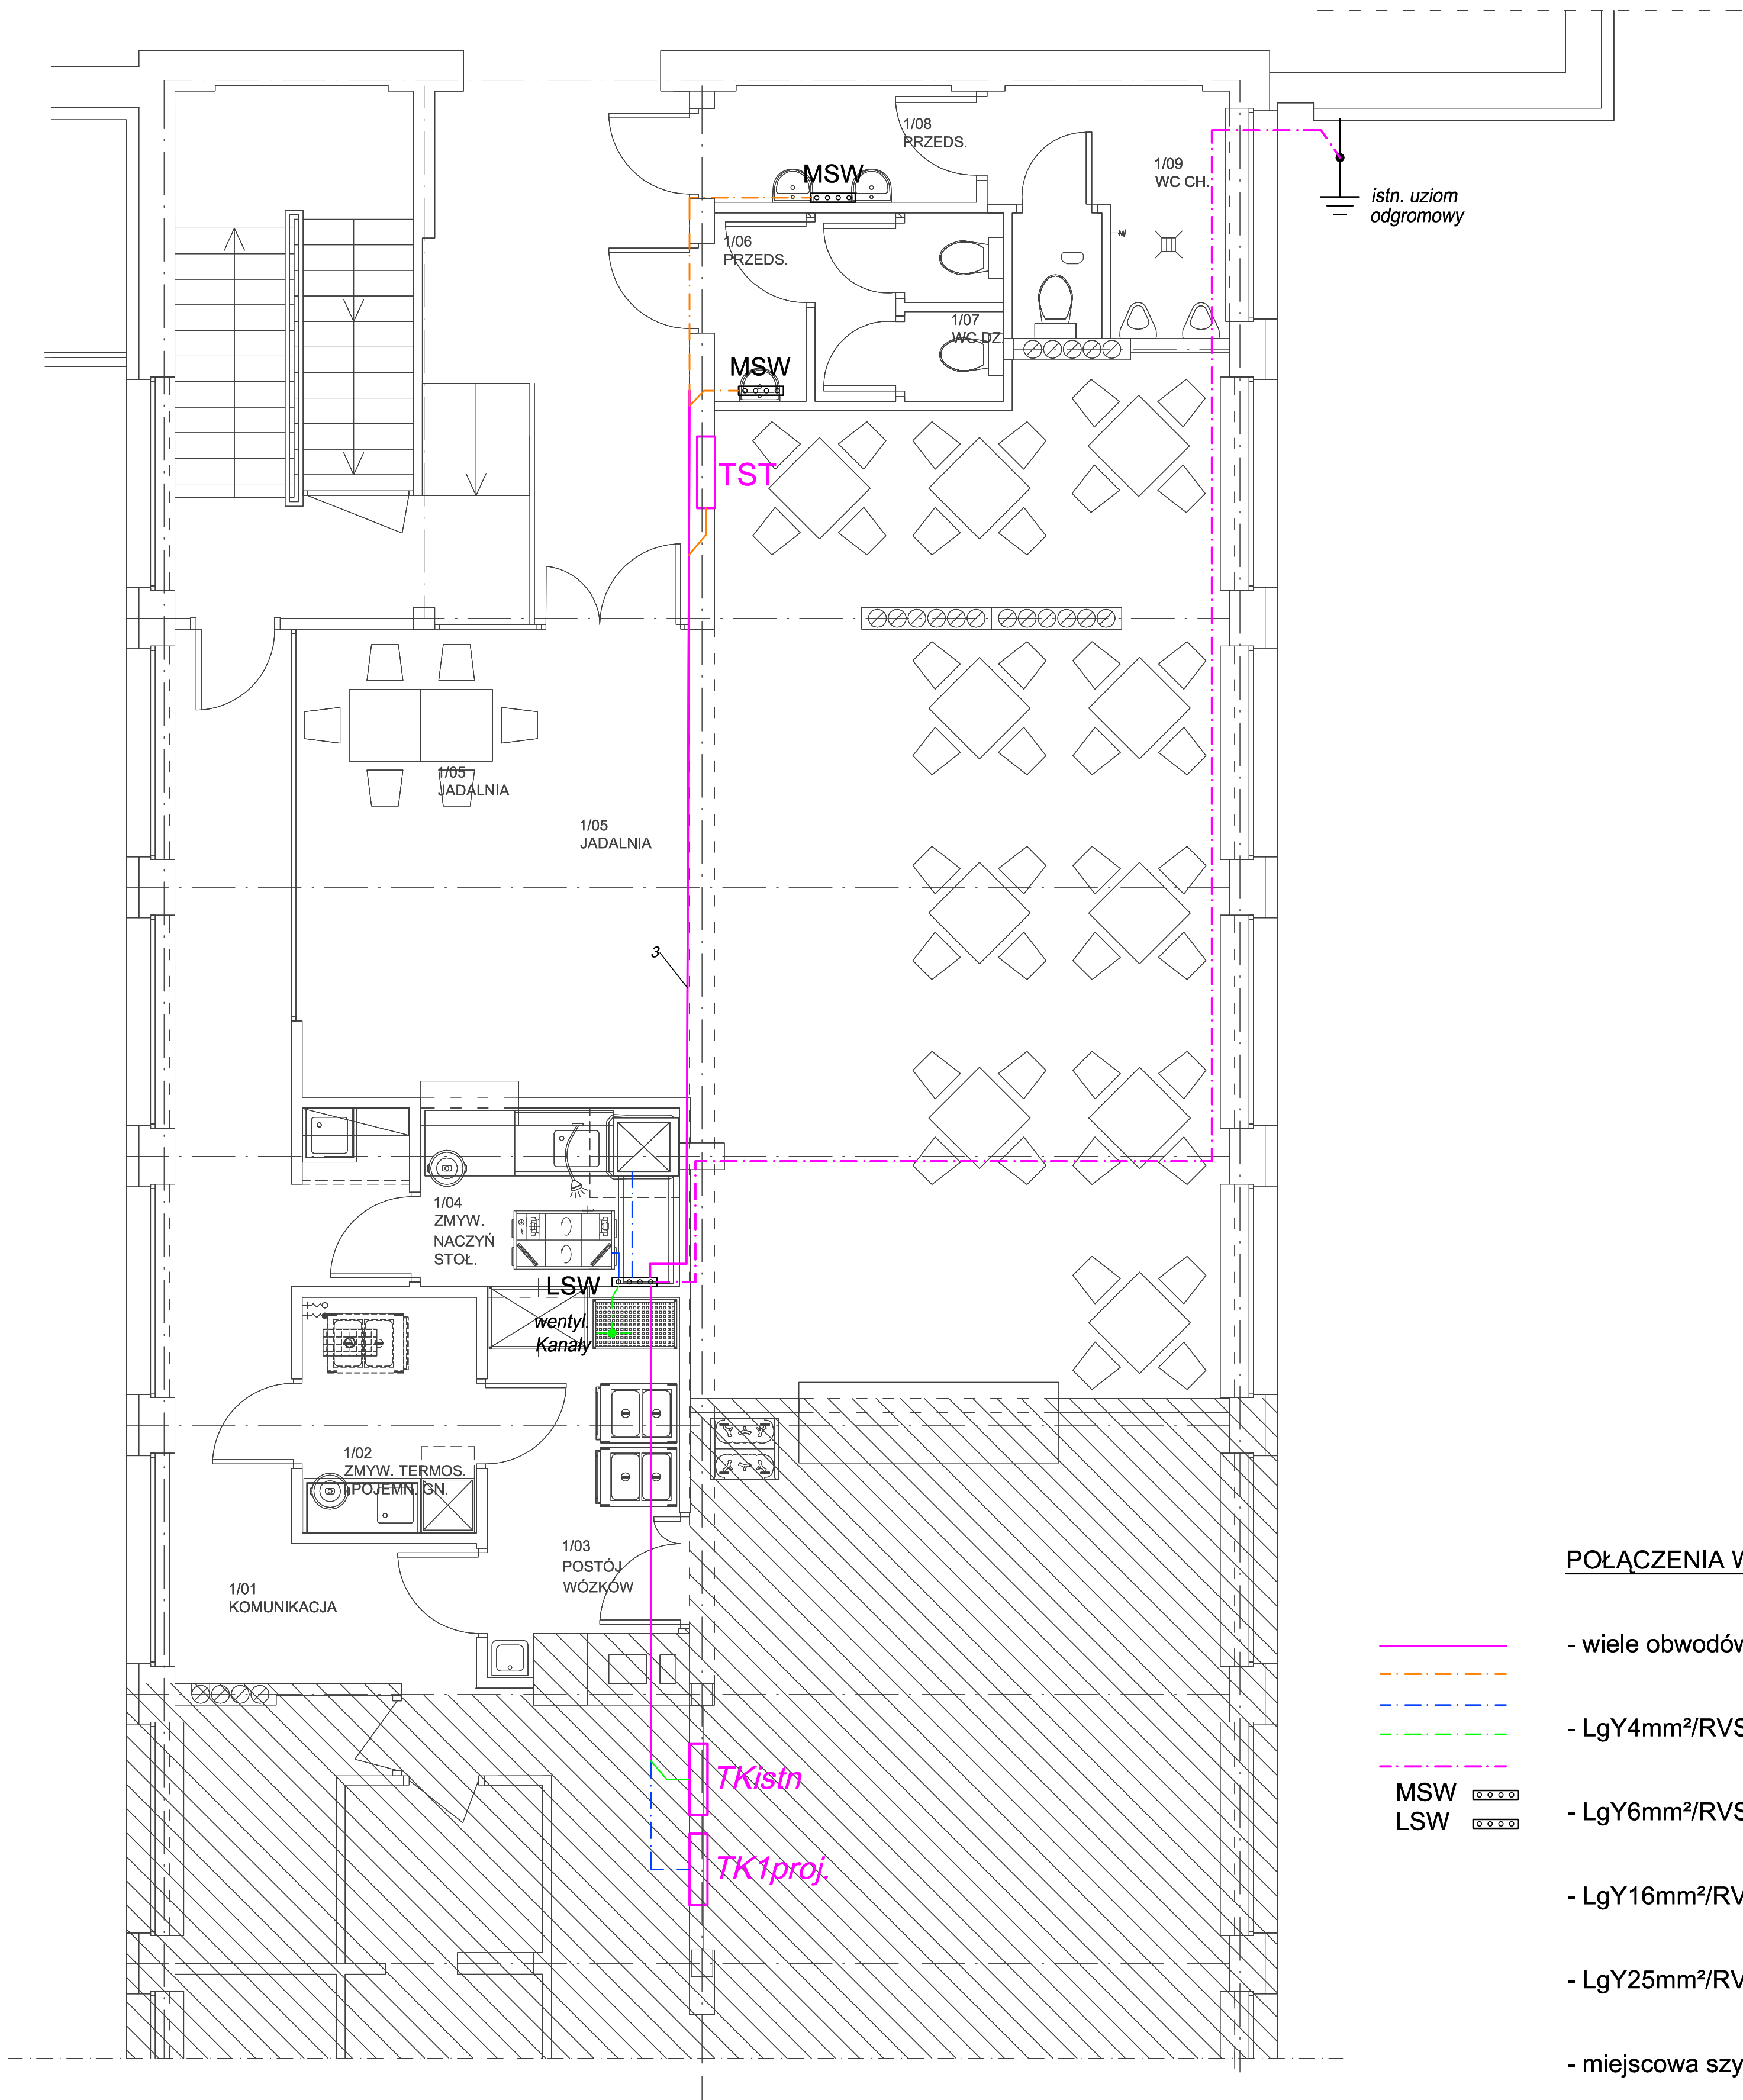 1/08
PRZEDS.
1/09
WC CH.
MSW
istn. uziom
odgromowy
1/06
PRZEDS.
1/07
WC DZ.
MSW
TST
1/05
JADALNIA
1/05
JADALNIA
3
1/04
ZMYW.
NACZYŃ
STOŁ.
LSW
wentyl.
Kanały
1/02
ZMYW. TERMOS.
POJEMN. GN.
1/03
POSTÓJ
WÓZKÓW
1/01
KOMUNIKACJA
TKistn
TK1proj.
POŁĄCZENIA W
- wiele obwodów
- LgY4mm²/RVS
- LgY6mm²/RVS
MSW
LSW
- LgY16mm²/RV
- LgY25mm²/RV
- miejscowa szy